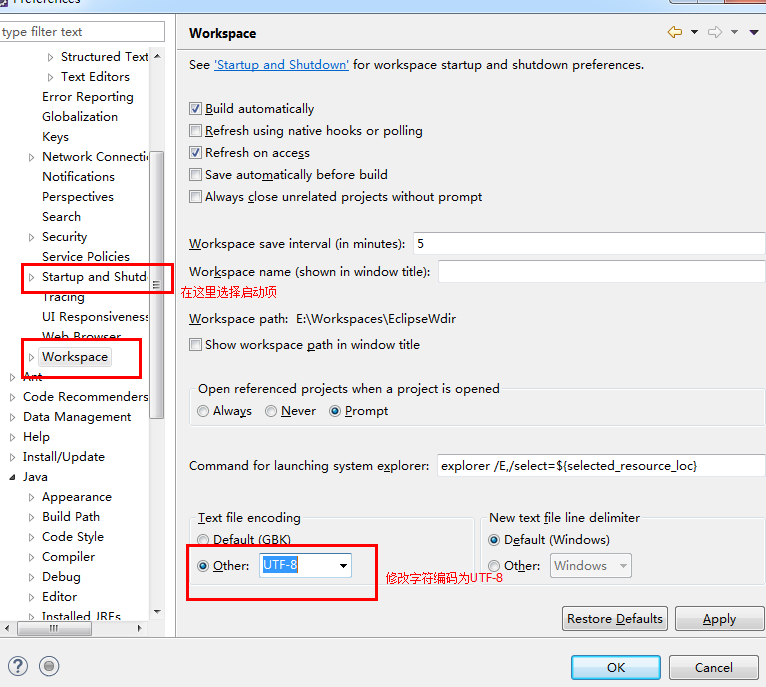 Preferences
type filter text
Structured Text
Text Editors
Error Reporting
Globalization
Keys
Network Connecti
Notifications
Perspectives
Search
Security
Service Policies
Startup and Shutd
Tracing
UI Responsiveness
Web Browser
Workspace
Ant
Code Recommenders
Data Management
Help
Install/Update
Java
Appearance
Build Path
Code Style
Compiler
Debug
Editor
Installed JREs
Workspace
See 'Startup and Shutdown' for workspace startup and shutdown preferences.
Build automatically
Refresh using native hooks or polling
Refresh on access
Save automatically before build
Always close unrelated projects without prompt
Workspace save interval (in minutes): 5
Workspace name (shown in window title):
在这里选择启动项
Workspace path: E:\Workspaces\EclipseWdir
Show workspace path in window title
Open referenced projects when a project is opened
Always Never Prompt
Command for launching system explorer: explorer /E,/select=${selected_resource_loc}
Text file encoding
Default (GBK)
Other: UTF-8
修改字符编码为UTF-8
New text file line delimiter
Default (Windows)
Other: Windows
Restore Defaults Apply
OK Cancel